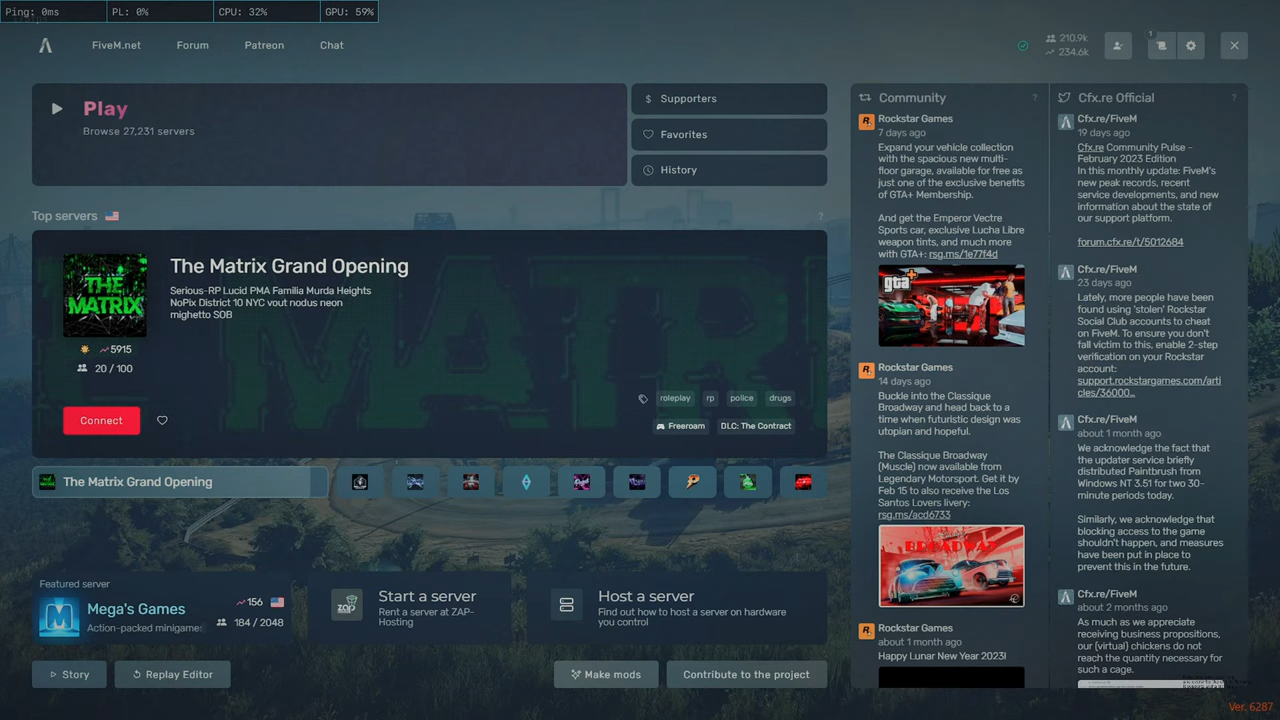 Ping: 0ms
PL: 0%
CPU: 32%
GPU: 59%
FiveM.net
Forum
Patreon
Chat
210.9k
234.6k
1
Play
Browse 27,231 servers
Supporters
Favorites
History
Top servers
?
THE
MATRIX
The Matrix Grand Opening
Serious-RP Lucid PMA Familia Murda Heights
NoPix District 10 NYC vout nodus neon
mighetto SOB
5915
20 / 100
Connect
roleplay
rp
police
drugs
Freeroam
DLC: The Contract
The Matrix Grand Opening
Featured server
Mega's Games
Action-packed minigame:
156
184 / 2048
ZAP
Start a server
Rent a server at ZAP-
Hosting
Host a server
Find out how to host a server on hardware
you control
Story
Replay Editor
Make mods
Contribute to the project
Community
?
Rockstar Games
7 days ago
Expand your vehicle collection
with the spacious new multi-
floor garage, available for free as
just one of the exclusive benefits
of GTA+ Membership.
And get the Emperor Vectre
Sports car, exclusive Lucha Libre
weapon tints, and much more
with GTA+: rsg.ms/1e77f4d
gta+
Rockstar Games
14 days ago
Buckle into the Classique
Broadway and head back to a
time when futuristic design was
utopian and hopeful.
The Classique Broadway
(Muscle) now available from
Legendary Motorsport. Get it by
Feb 15 to also receive the Los
Santos Lovers livery:
rsg.ms/acd6733
BROADWAY
Rockstar Games
about 1 month ago
Happy Lunar New Year 2023!
Cfx.re Official
?
Cfx.re/FiveM
19 days ago
Cfx.re Community Pulse -
February 2023 Edition
In this monthly update: FiveM's
new peak records, recent
service developments, and new
information about the state of
our support platform.
forum.cfx.re/t/5012684
Cfx.re/FiveM
23 days ago
Lately, more people have been
found using 'stolen' Rockstar
Social Club accounts to cheat
on FiveM. To ensure you don't
fall victim to this, enable 2-step
verification on your Rockstar
account:
support.rockstargames.com/arti
cles/36000…
Cfx.re/FiveM
about 1 month ago
We acknowledge the fact that
the updater service briefly
distributed Paintbrush from
Windows NT 3.51 for two 30-
minute periods today.
Similarly, we acknowledge that
blocking access to the game
shouldn't happen, and measures
have been put in place to
prevent this in the future.
Cfx.re/FiveM
about 2 months ago
As much as we appreciate
receiving business propositions,
our (virtual) chickens do not
reach the quantity necessary for
such a cage.
Ver. 6287